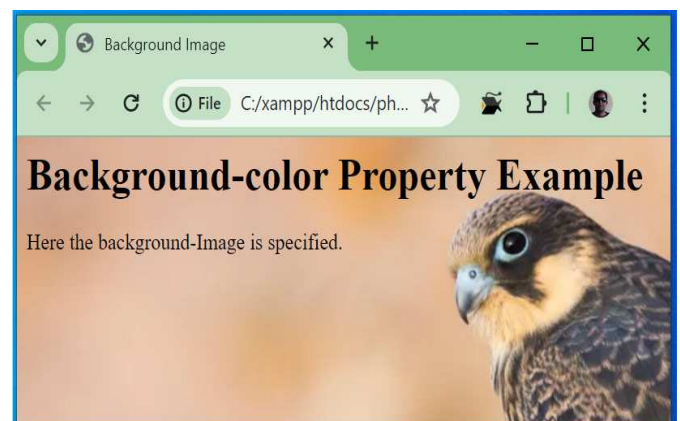 Background Image
File C:/xampp/htdocs/ph...
Background-color Property Example
Here the background-Image is specified.